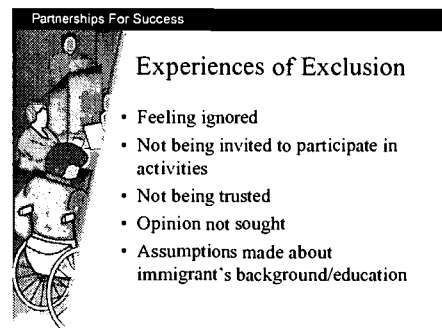 Partnerships For Success
Experiences of Exclusion
• Feeling ignored
• Not being invited to participate in
activities
• Not being trusted
• Opinion not sought
• Assumptions made about
immigrant's background/education